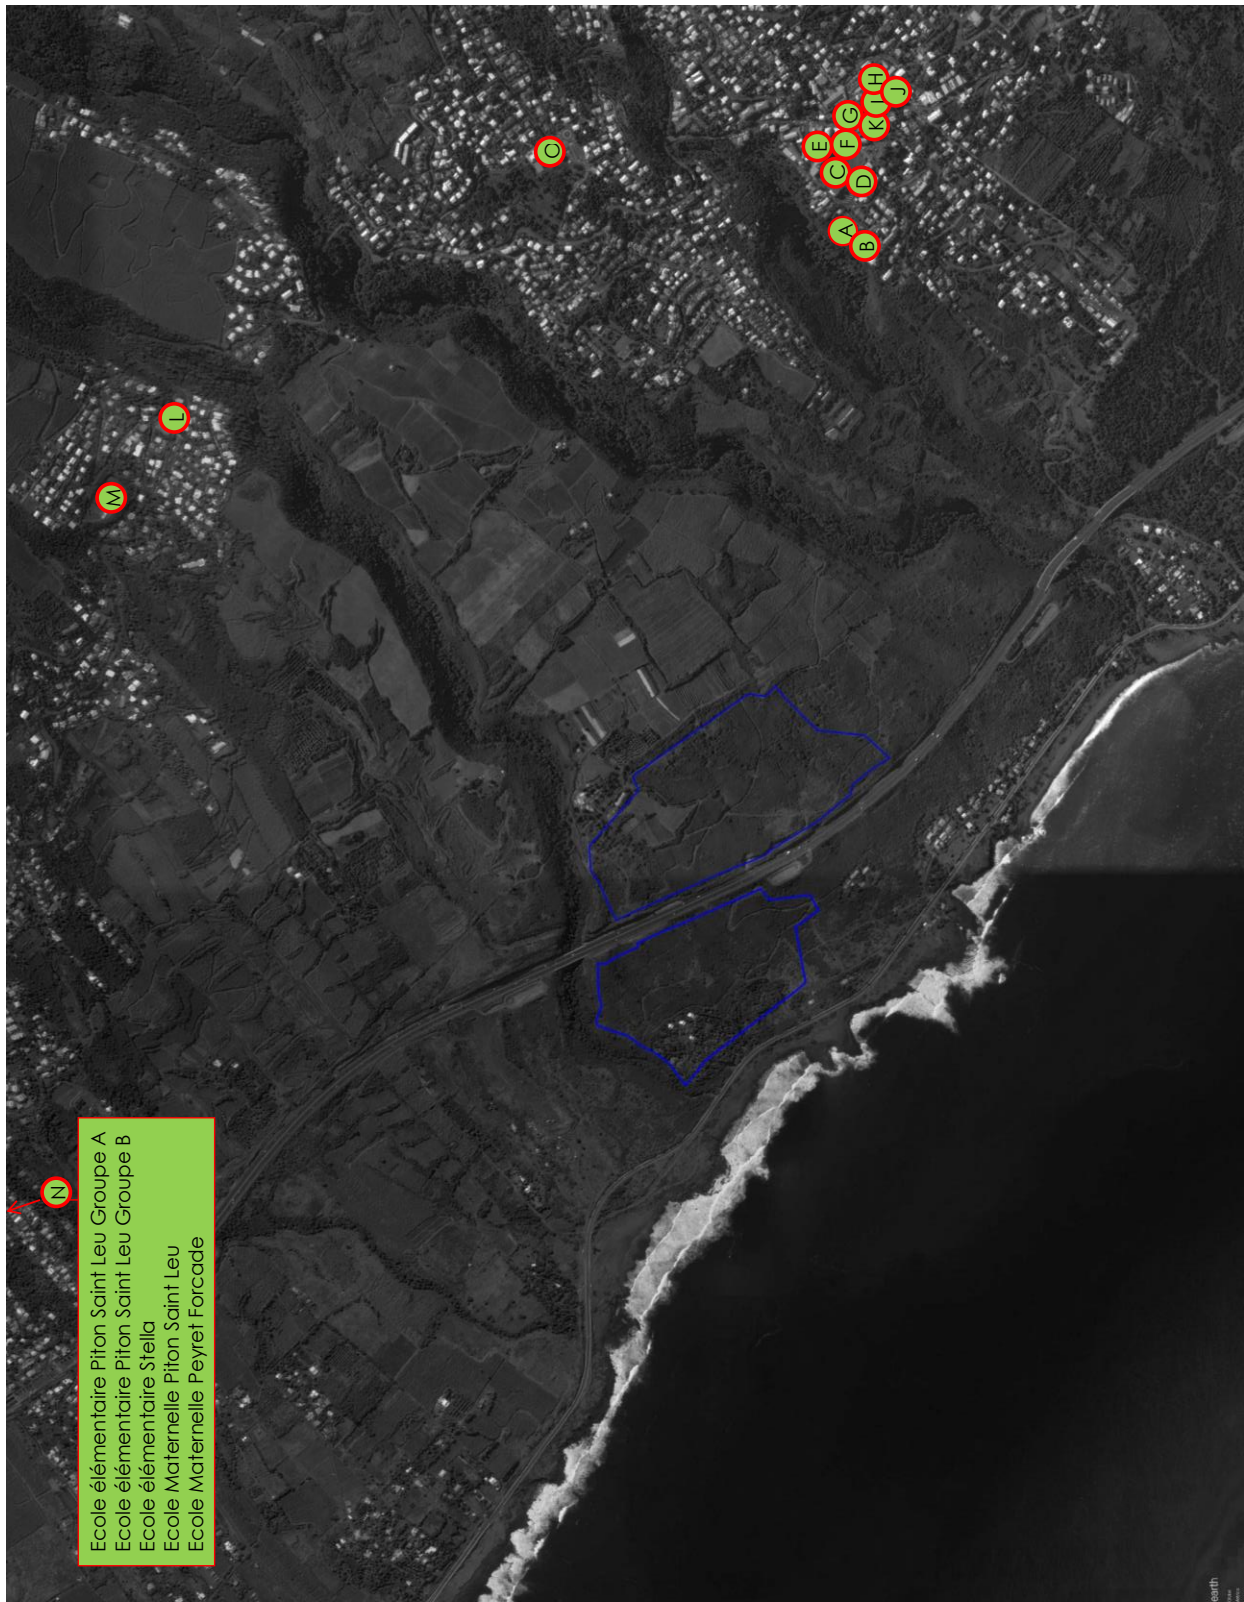 N
Ecole élémentaire Piton Saint Leu Groupe A
Ecole élémentaire Piton Saint Leu Groupe B
Ecole élémentaire Stella
Ecole Maternelle Piton Saint Leu
Ecole Maternelle Peyret Forcade
M
L
C
A
B
C
D
E
F
G
K
I
H
J
earth